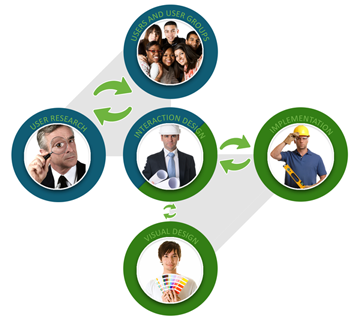 USERS AND USER GROUPS
USER RESEARCH
INTERACTION DESIGN
IMPLEMENTATION
VISUAL DESIGN